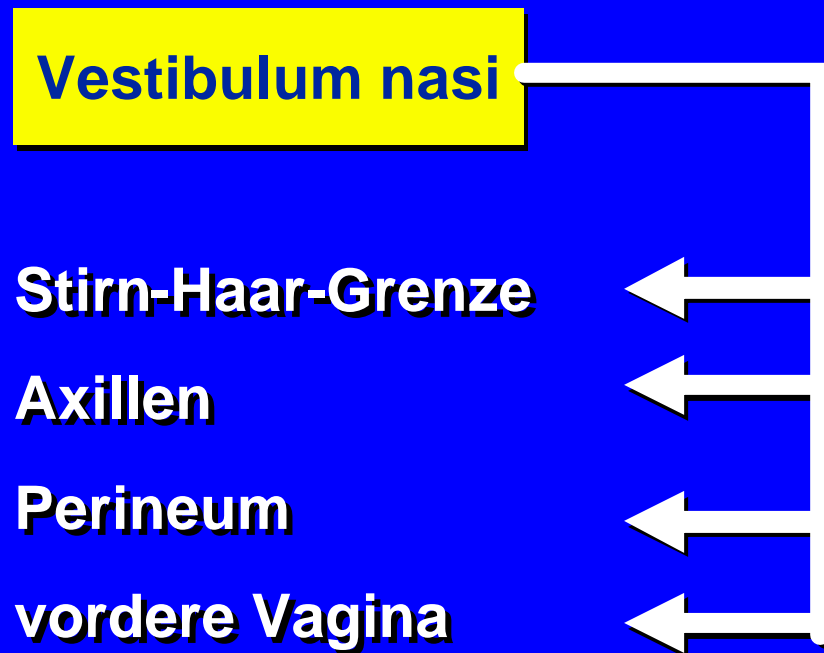 Vestibulum nasi
Stirn-Haar-Grenze
Axillen
Perineum
vordere Vagina